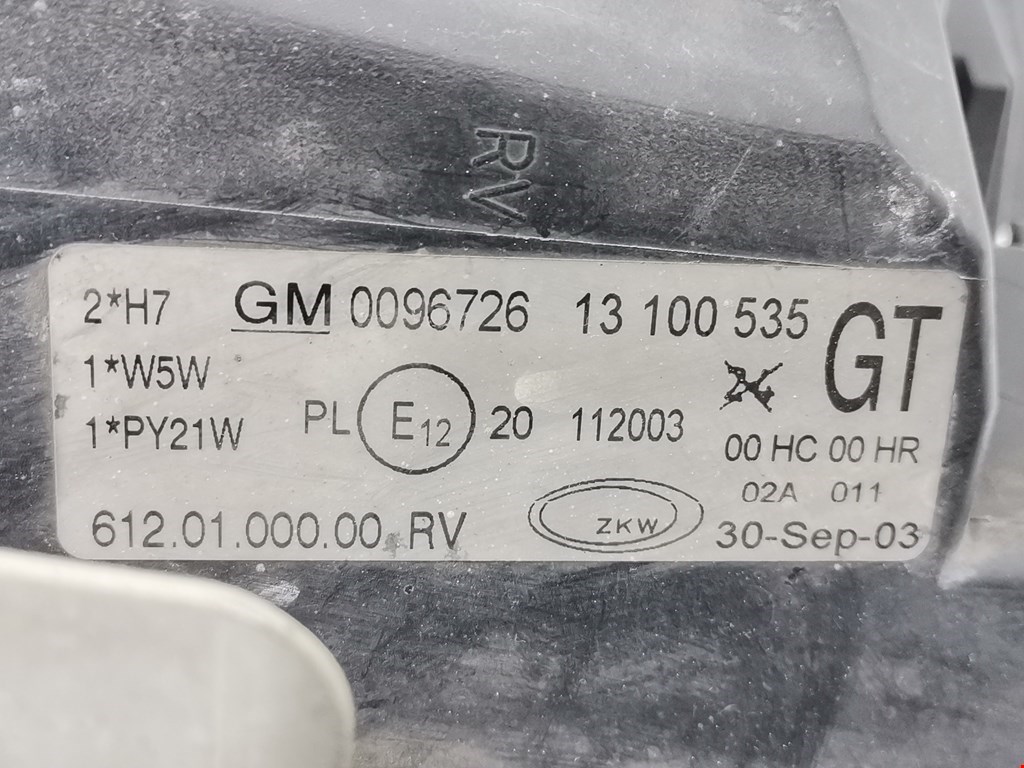 RV
2*H7 GM 0096726 13 100 535 GT
1*W5W
1*PY21W PL E12 20 112003
00 HC 00 HR
02A 011
612.01.000.00 RV ZKW 30-Sep-03